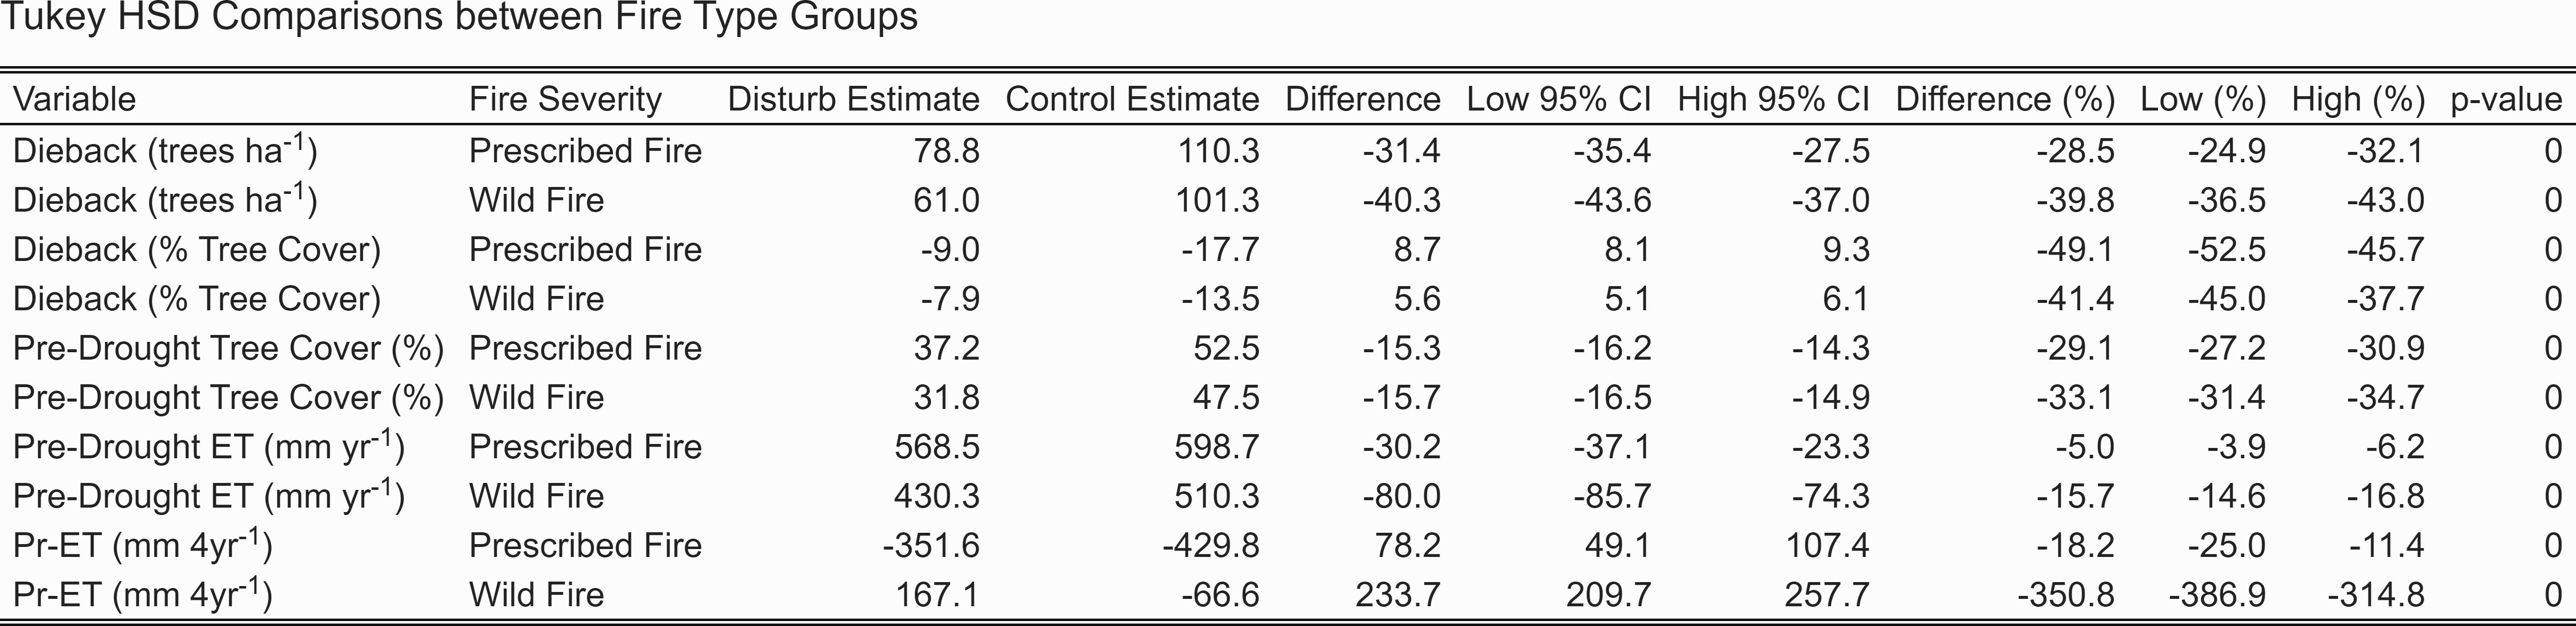 Tukey HSD Comparisons between Fire Type Groups
Variable Fire Severity Disturb Estimate Control Estimate Difference Low 95% CI High 95% CI Difference (%) Low (%) High (%) p-value
Dieback (trees ha⁻¹) Prescribed Fire 78.8 110.3 -31.4 -35.4 -27.5 -28.5 -24.9 -32.1 0
Dieback (trees ha⁻¹) Wild Fire 61.0 101.3 -40.3 -43.6 -37.0 -39.8 -36.5 -43.0 0
Dieback (% Tree Cover) Prescribed Fire -9.0 -17.7 8.7 8.1 9.3 -49.1 -52.5 -45.7 0
Dieback (% Tree Cover) Wild Fire -7.9 -13.5 5.6 5.1 6.1 -41.4 -45.0 -37.7 0
Pre-Drought Tree Cover (%) Prescribed Fire 37.2 52.5 -15.3 -16.2 -14.3 -29.1 -27.2 -30.9 0
Pre-Drought Tree Cover (%) Wild Fire 31.8 47.5 -15.7 -16.5 -14.9 -33.1 -31.4 -34.7 0
Pre-Drought ET (mm yr⁻¹) Prescribed Fire 568.5 598.7 -30.2 -37.1 -23.3 -5.0 -3.9 -6.2 0
Pre-Drought ET (mm yr⁻¹) Wild Fire 430.3 510.3 -80.0 -85.7 -74.3 -15.7 -14.6 -16.8 0
Pr-ET (mm 4yr⁻¹) Prescribed Fire -351.6 -429.8 78.2 49.1 107.4 -18.2 -25.0 -11.4 0
Pr-ET (mm 4yr⁻¹) Wild Fire 167.1 -66.6 233.7 209.7 257.7 -350.8 -386.9 -314.8 0